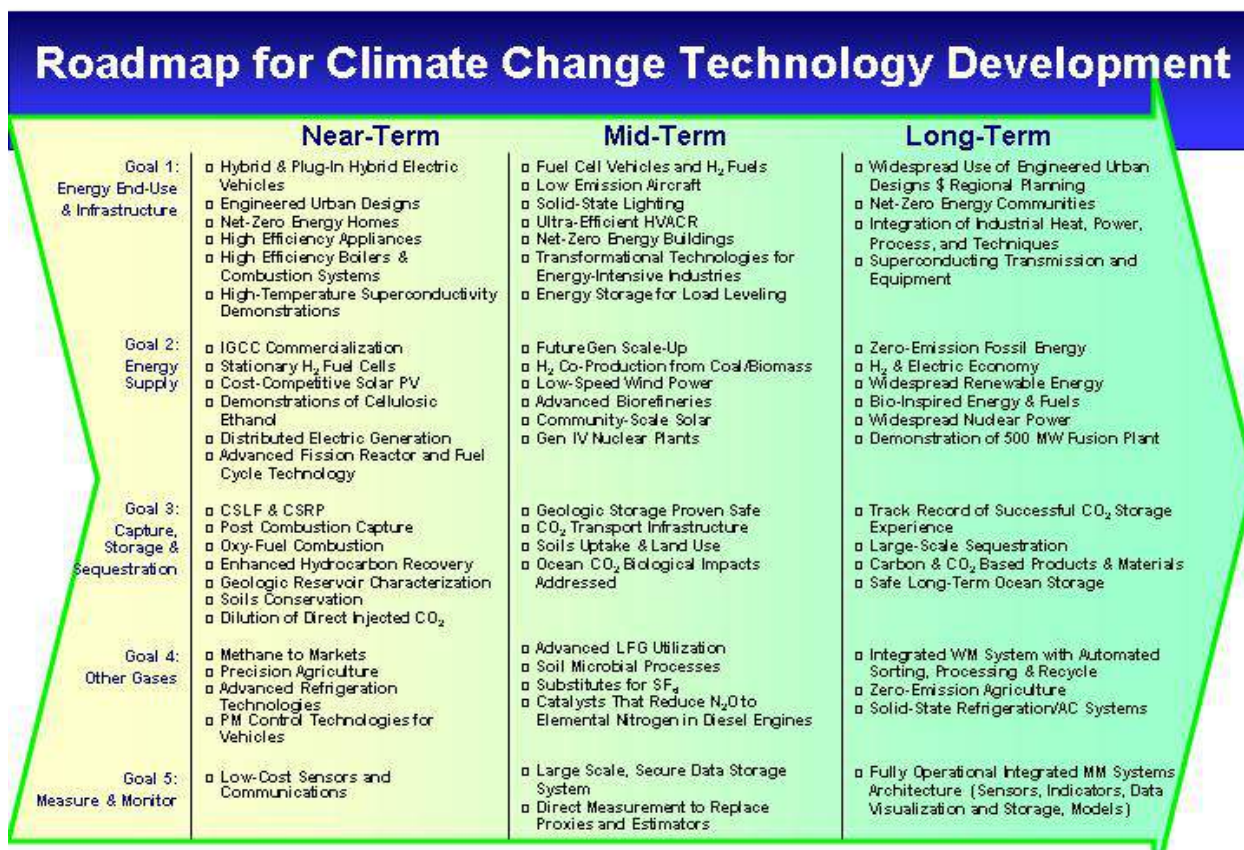 Roadmap for Climate Change Technology Development
Near-Term
Mid-Term
Long-Term
Goal 1:
Energy End-Use
& Infrastructure
Hybrid & Plug-In Hybrid Electric
Vehicles
Engineered Urban Designs
Net-Zero Energy Homes
High Efficiency Appliances
High Efficiency Boilers &
Combustion Systems
High-Temperature Superconductivity
Demonstrations
Fuel Cell Vehicles and H₂ Fuels
Low Emission Aircraft
Solid-State Lighting
Ultra-Efficient HVACR
Net-Zero Energy Buildings
Transformational Technologies for
Energy-Intensive Industries
Energy Storage for Load Leveling
Widespread Use of Engineered Urban
Designs $ Regional Planning
Net-Zero Energy Communities
Integration of Industrial Heat, Power,
Process, and Techniques
Superconducting Transmission and
Equipment
Goal 2:
Energy
Supply
IGCC Commercialization
Stationary H₂ Fuel Cells
Cost-Competitive Solar PV
Demonstrations of Cellulosic
Ethanol
Distributed Electric Generation
Advanced Fission Reactor and Fuel
Cycle Technology
FutureGen Scale-Up
H₂ Co-Production from Coal/Biomass
Low-Speed Wind Power
Advanced Biorefineries
Community-Scale Solar
Gen IV Nuclear Plants
Zero-Emission Fossil Energy
H₂ & Electric Economy
Widespread Renewable Energy
Bio-Inspired Energy & Fuels
Widespread Nuclear Power
Demonstration of 500 MW Fusion Plant
Goal 3:
Capture,
Storage &
Sequestration
CSLF & CSRP
Post Combustion Capture
Oxy-Fuel Combustion
Enhanced Hydrocarbon Recovery
Geologic Reservoir Characterization
Soils Conservation
Dilution of Direct Injected CO₂
Geologic Storage Proven Safe
CO₂ Transport Infrastructure
Soils Uptake & Land Use
Ocean CO₂ Biological Impacts
Addressed
Track Record of Successful CO₂ Storage
Experience
Large-Scale Sequestration
Carbon & CO₂ Based Products & Materials
Safe Long-Term Ocean Storage
Goal 4:
Other Gases
Methane to Markets
Precision Agriculture
Advanced Refrigeration
Technologies
PM Control Technologies for
Vehicles
Advanced LFG Utilization
Soil Microbial Processes
Substitutes for SF₆
Catalysts That Reduce N₂O to
Elemental Nitrogen in Diesel Engines
Integrated WM System with Automated
Sorting, Processing & Recycle
Zero-Emission Agriculture
Solid-State Refrigeration/AC Systems
Goal 5:
Measure & Monitor
Low-Cost Sensors and
Communications
Large Scale, Secure Data Storage
System
Direct Measurement to Replace
Proxies and Estimators
Fully Operational Integrated MM Systems
Architecture (Sensors, Indicators, Data
Visualization and Storage, Models)